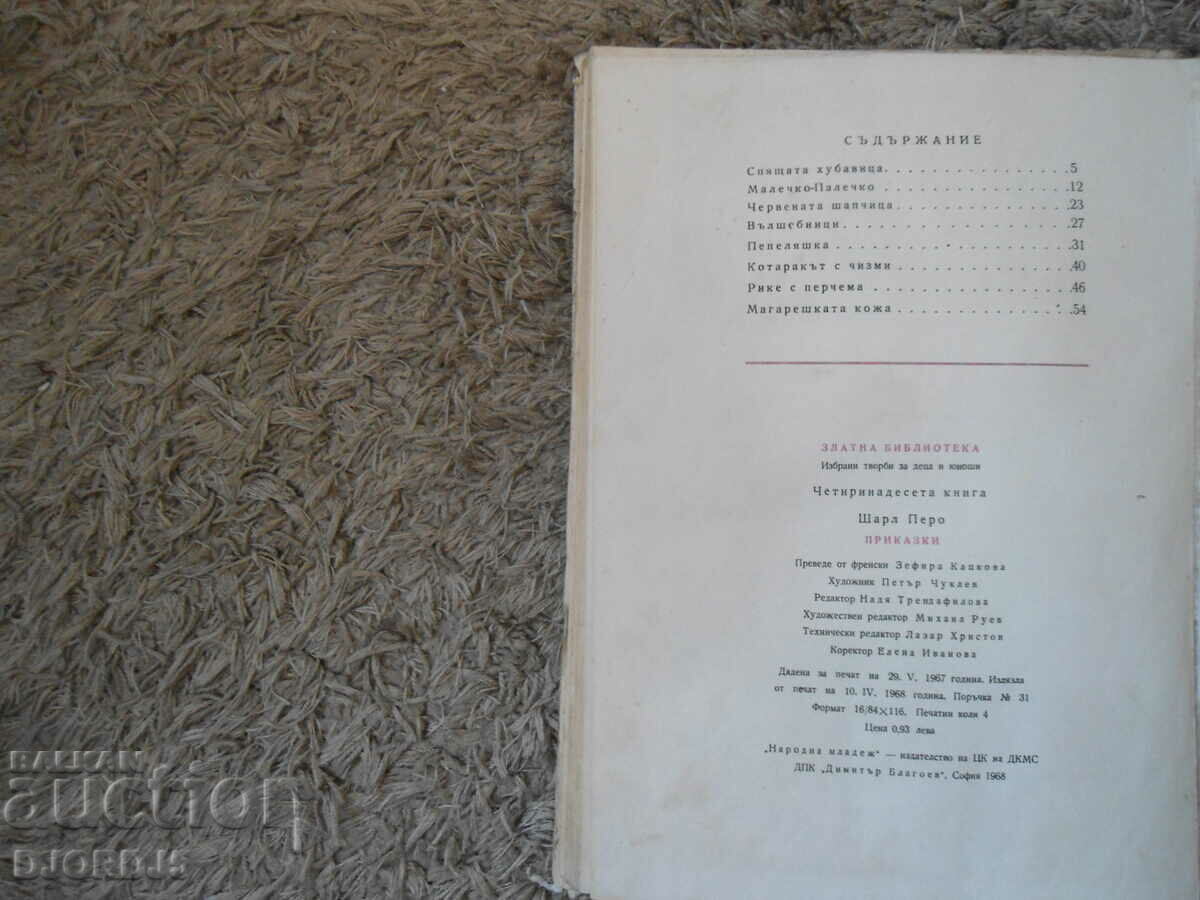 СЪДЪРЖАНИЕ
Спящата хубавица. . . . . . . . . . . . . . . . 5
Малечко-Палечко . . . . . . . . . . . . . . . . 12
Червената шапчица . . . . . . . . . . . . . . . 23
Вълшебници . . . . . . . . . . . . . . . . . . . 27
Пепеляшка . . . . . . . . . . . . . . . . . . . 31
Котаракът с чизми . . . . . . . . . . . . . . . 40
Рике с перчема . . . . . . . . . . . . . . . . 46
Магарешката кожа . . . . . . . . . . . . . . . 54
ЗЛАТНА БИБЛИОТЕКА
Избрани творби за деца и юноши
Четиринадесета книга
Шарл Перо
ПРИКАЗКИ
Преведе от френски Зефира Кацкова
Художник Петър Чуклев
Редактор Надя Трендафилова
Художествен редактор Михаил Руев
Технически редактор Лазар Христов
Коректор Елена Иванова
Дадена за печат на 29. V. 1967 година. Излязла
от печат на 10. IV. 1968 година. Поръчка № 31
Формат 16/84×116. Печатни коли 4
Цена 0,93 лева
„Народна младеж“ — издателство на ЦК на ДКМС
ДПК „Димитър Благоев“, София 1968
BALKAN
auction
DJORDJ5